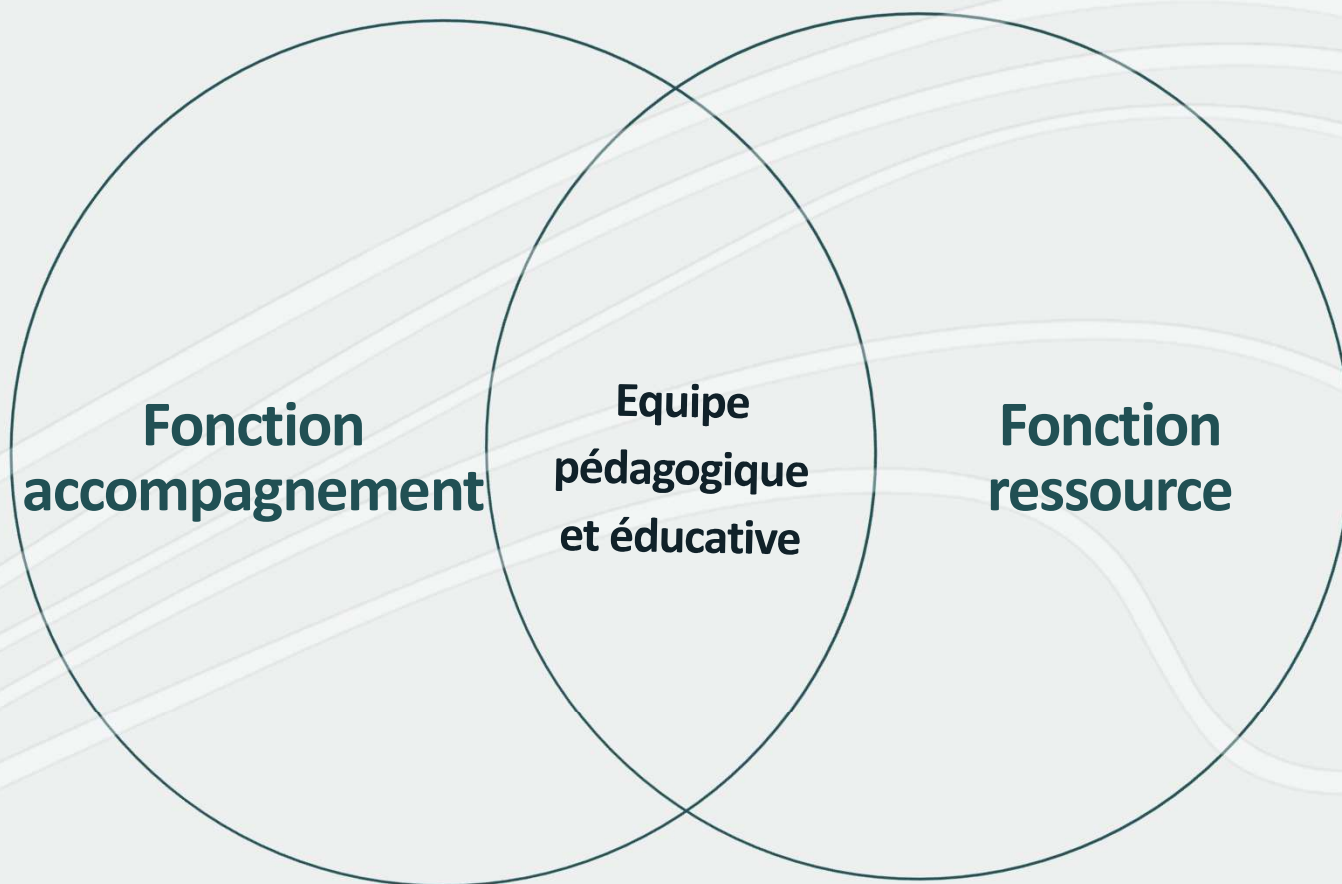 Fonction
accompagnement
Equipe
pédagogique
et éducative
Fonction
ressource